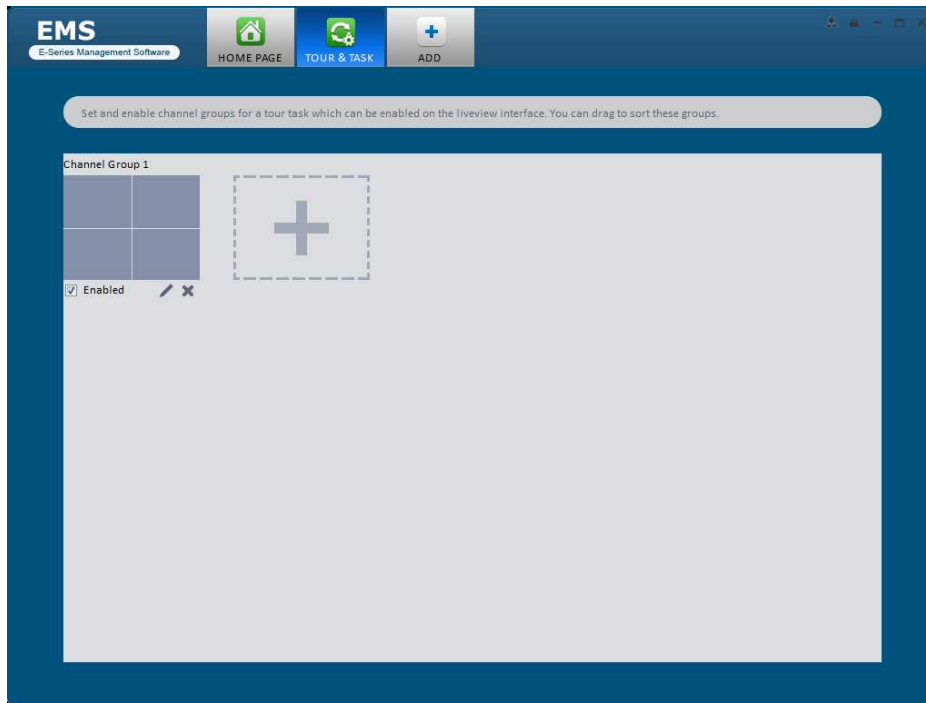 EMS
E-Series Management Software
HOME PAGE
TOUR & TASK
ADD
Set and enable channel groups for a tour task which can be enabled on the liveview interface. You can drag to sort these groups.
Channel Group 1
Enabled